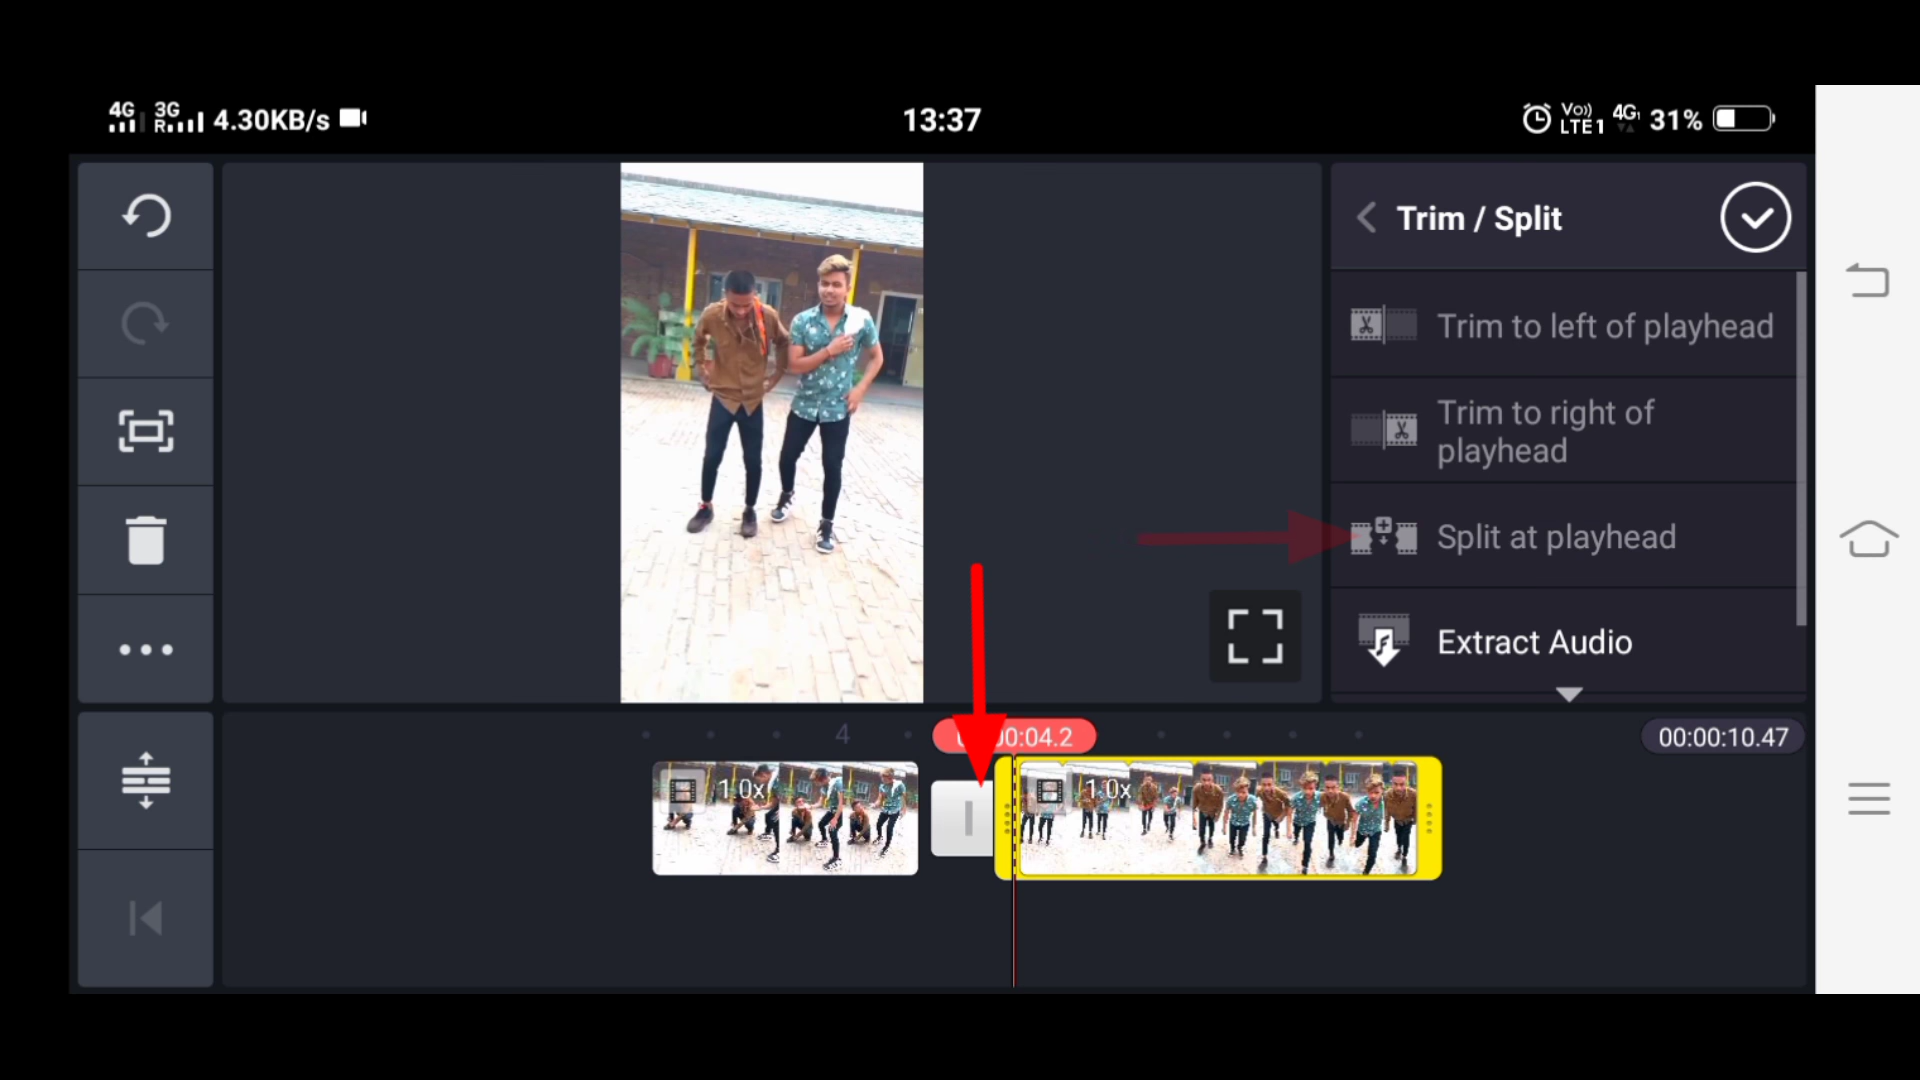 4G 3G R 4.30KB/s
13:37
Vo)) LTE1 4G 31%
Trim / Split
Trim to left of playhead
Trim to right of
playhead
Split at playhead
Extract Audio
4
00:04.2
00:00:10.47
1.0x
1.0x